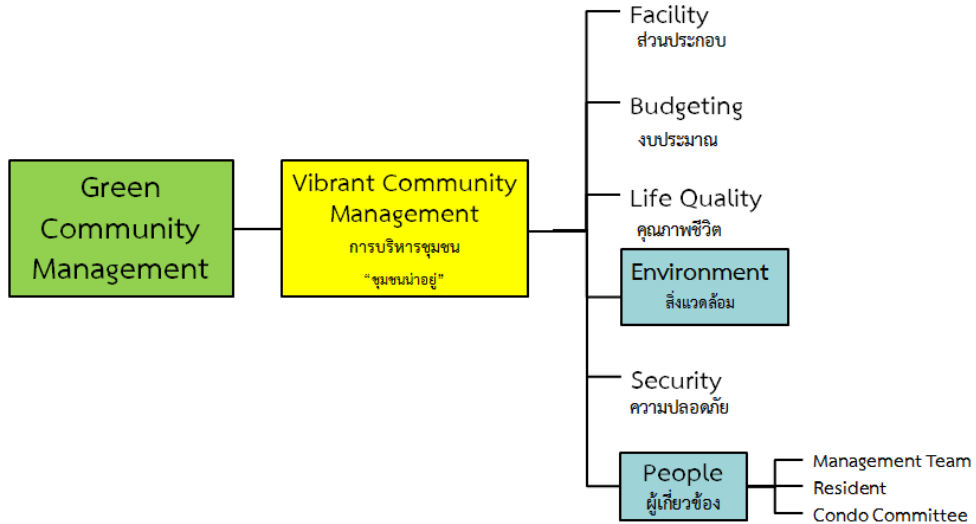 Green
Community
Management
Vibrant Community
Management
การบริหารชุมชน
“ชุมชนน่าอยู่”
Facility
ส่วนประกอบ
Budgeting
งบประมาณ
Life Quality
คุณภาพชีวิต
Environment
สิ่งแวดล้อม
Security
ความปลอดภัย
People
ผู้เกี่ยวข้อง
Management Team
Resident
Condo Committee